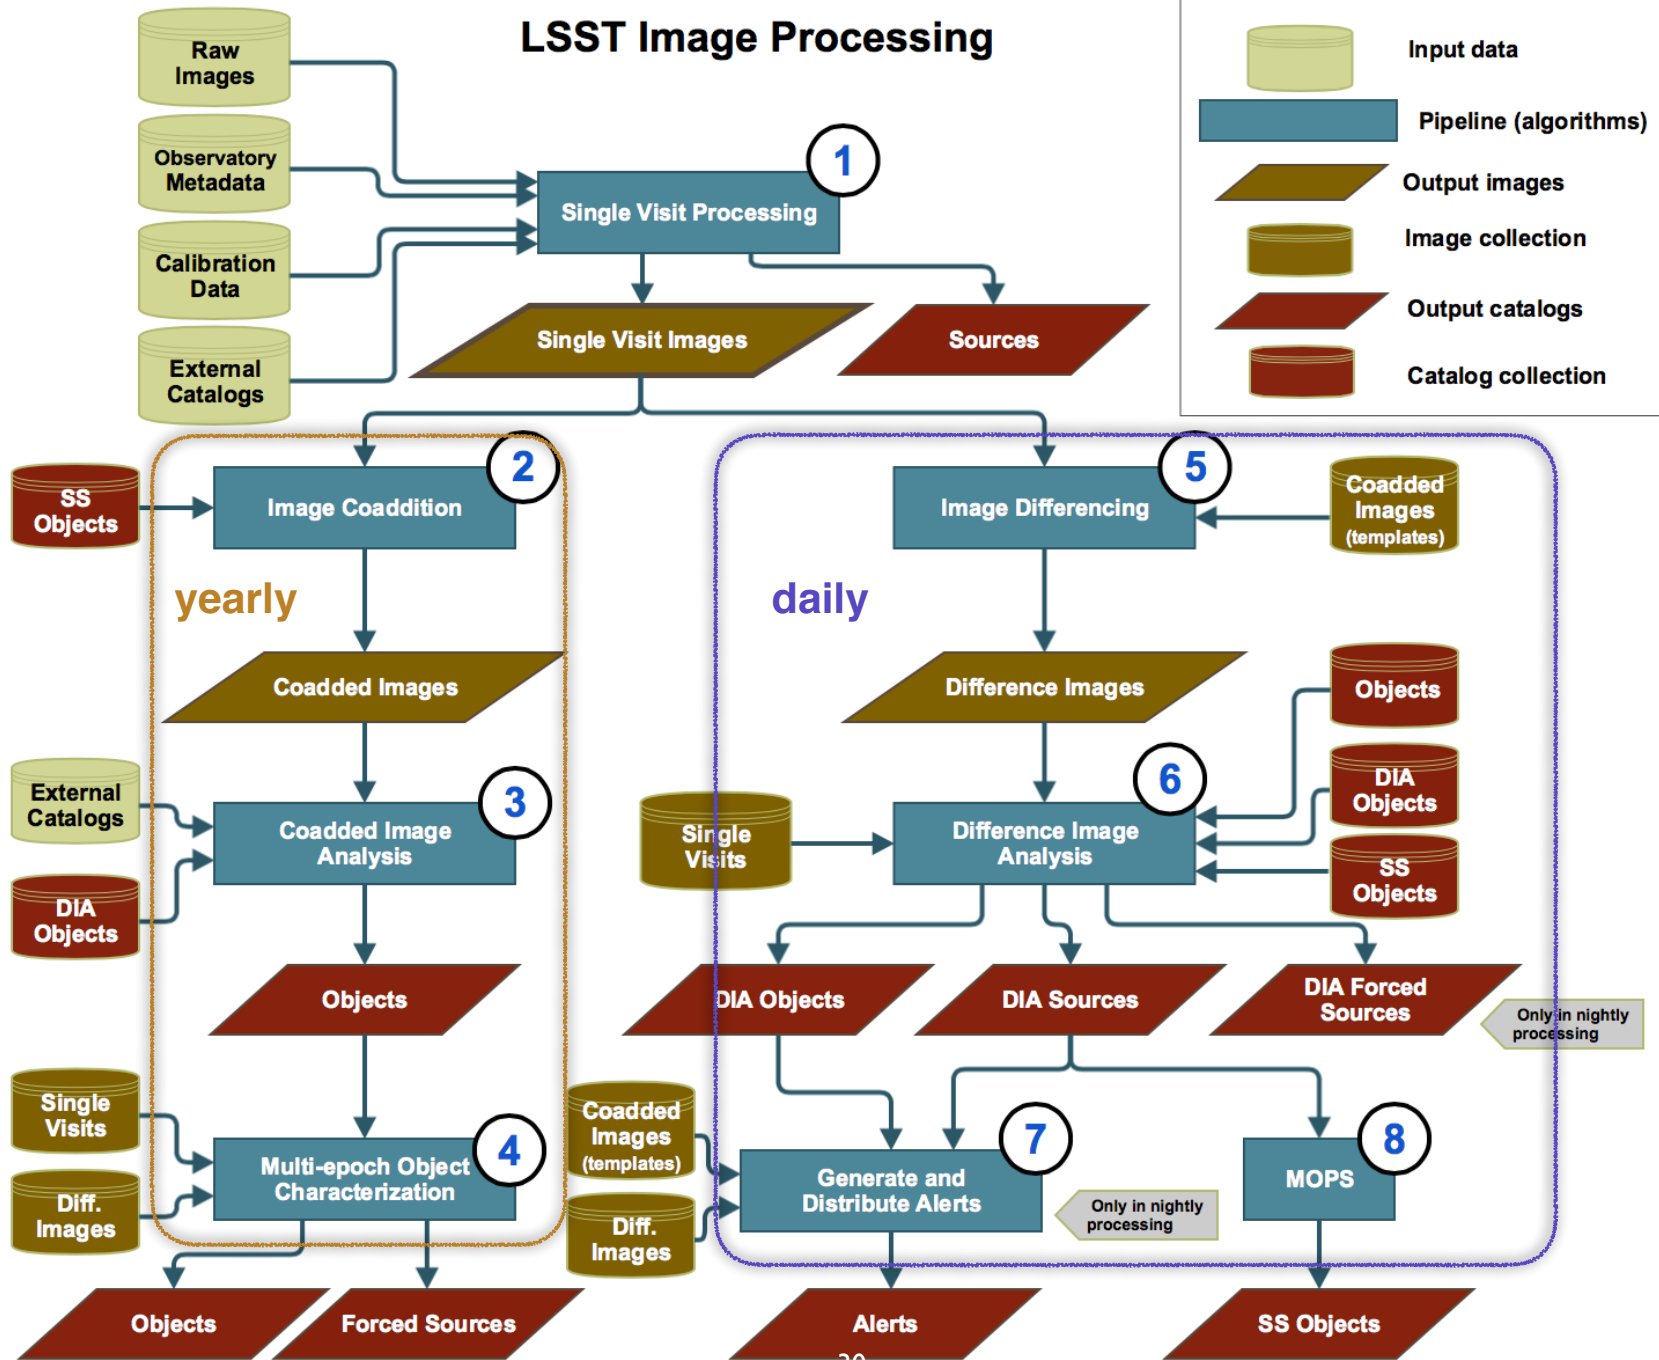 LSST Image Processing
Raw
Images
Observatory
Metadata
Calibration
Data
External
Catalogs
1
Single Visit Processing
Single Visit Images
Sources
Input data
Pipeline (algorithms)
Output images
Image collection
Output catalogs
Catalog collection
yearly
SS
Objects
2
Image Coaddition
Coadded Images
External
Catalogs
DIA
Objects
3
Coadded Image
Analysis
Objects
Single
Visits
Diff.
Images
4
Multi-epoch Object
Characterization
Objects
Forced Sources
daily
5
Image Differencing
Coadded
Images
(templates)
Difference Images
Objects
DIA
Objects
SS
Objects
Single
Visits
6
Difference Image
Analysis
DIA Objects
DIA Sources
DIA Forced
Sources
Only in nightly
processing
Coadded
Images
(templates)
Diff.
Images
7
Generate and
Distribute Alerts
Only in nightly
processing
8
MOPS
Alerts
SS Objects